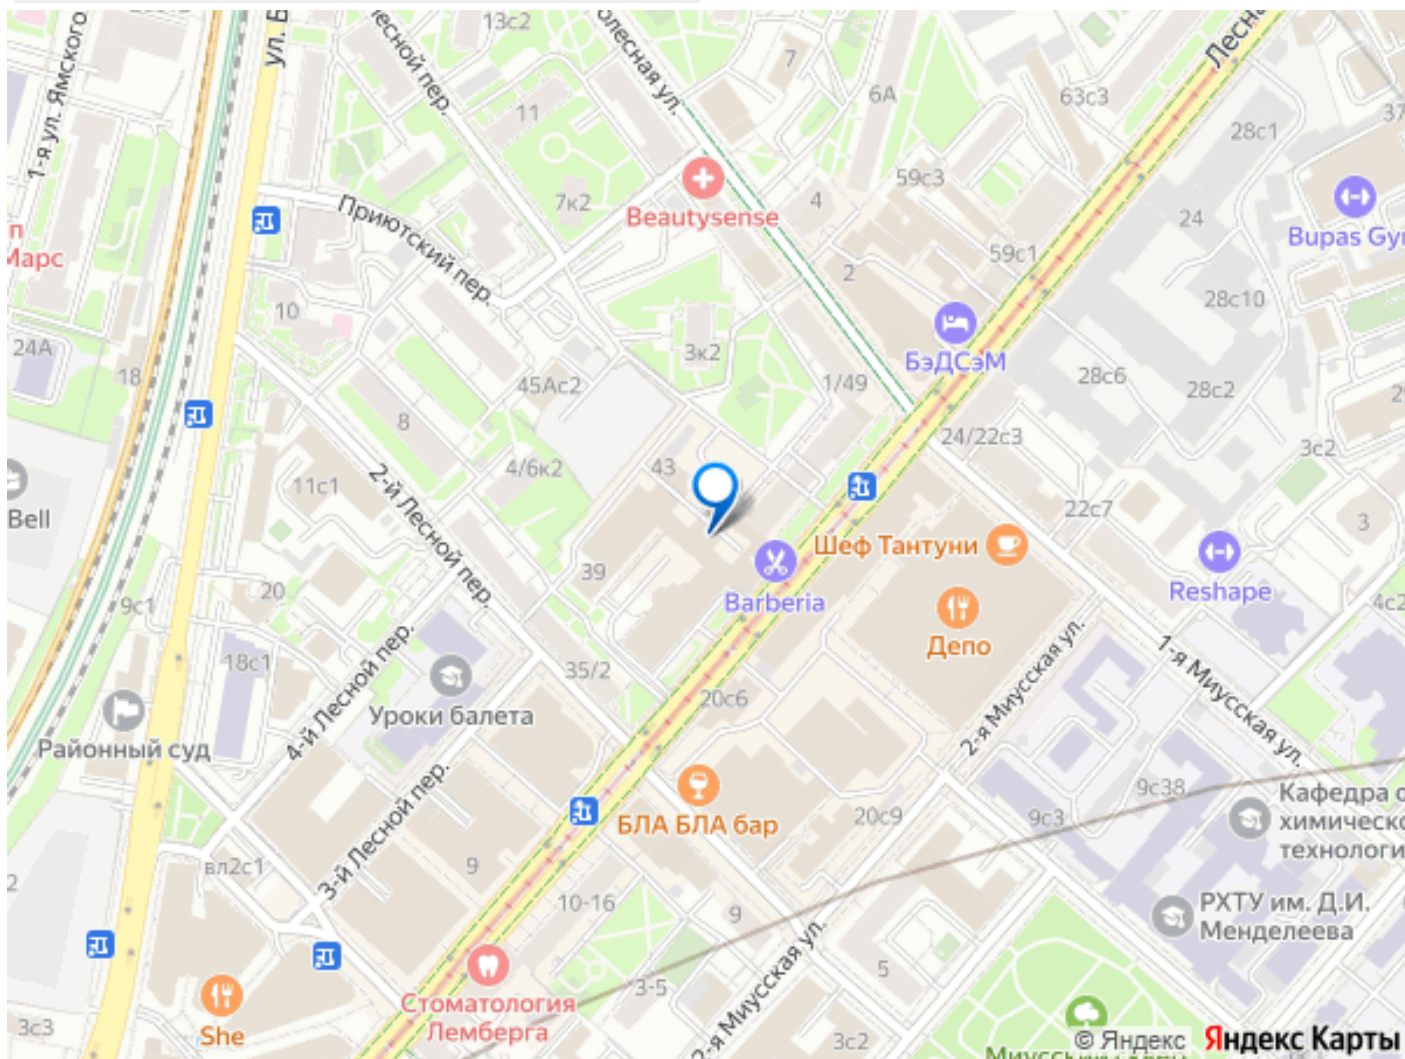 13с2
Лесной пер.
7
Лесна
ул. Б
1-я ул. Ямского
олесная ул.
6А
63с3
11
28с1
37
59с3
Beautysense
7к2
4
24
Приютский пер.
Bupas Gy
п
Марс
59с1
2
10
28с10
БэДСэМ
24А
18
3к2
45Ас2
1/49
28с6
28с2
8
24/22с3
3с2
4/6к2
43
2-й Лесной пер.
11с1
22с7
3
Bell
Шеф Тантуни
39
Barberia
Reshape
20
9с1
4с2
Депо
18с1
35/2
20с6
4-й Лесной пер.
Уроки балета
2-я Миусская ул.
1-я Миусская ул.
Районный суд
3-й Лесной пер.
9с38
Кафедра о
химическо
технологи
БЛА БЛА бар
20с9
9с3
вл2с1
9
2
10-16
9
РХТУ им. Д.И.
Менделеева
5
3-5
Стоматология
Лемберга
She
3с3
2-я Миусская ул.
3с2
© Яндекс Яндекс Карты